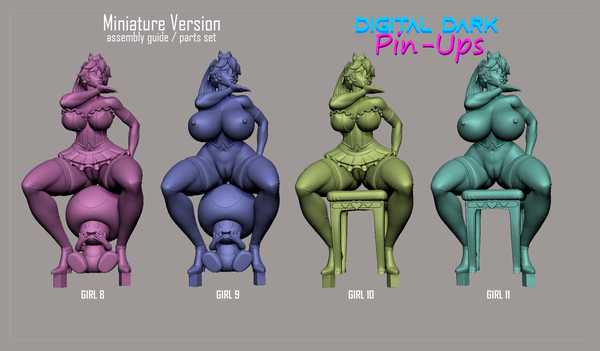 Miniature Version
assembly guide / parts set
DIGITAL DARK
Pin-Ups
GIRL 8
GIRL 9
GIRL 10
GIRL 11